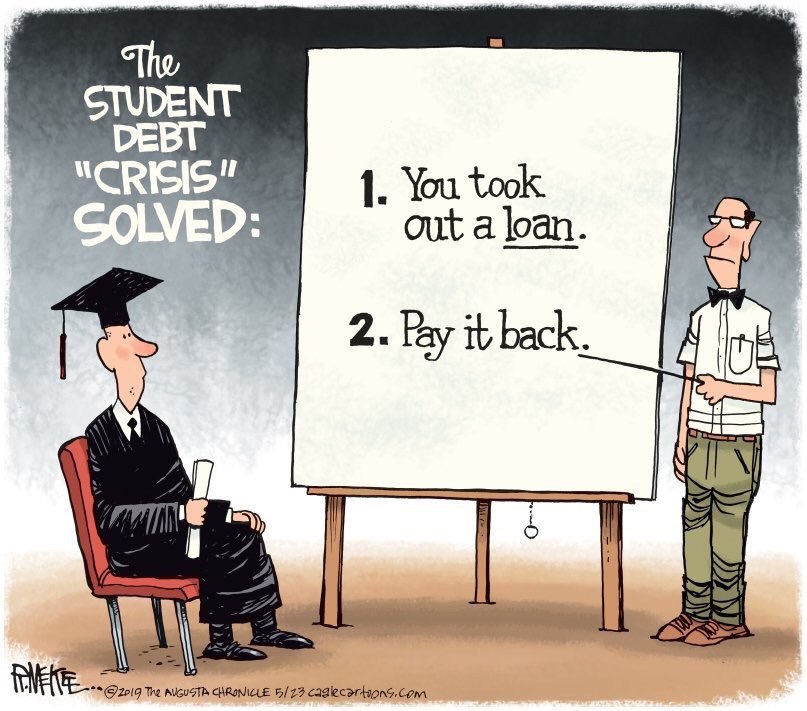 The
STUDENT
DEBT
"CRISIS"
SOLVED:
1. You took
out a loan.
2. Pay it back.
R.McKEE...©2019 The AUGUSTA CHRONICLE 5/23 caglecartoons.com